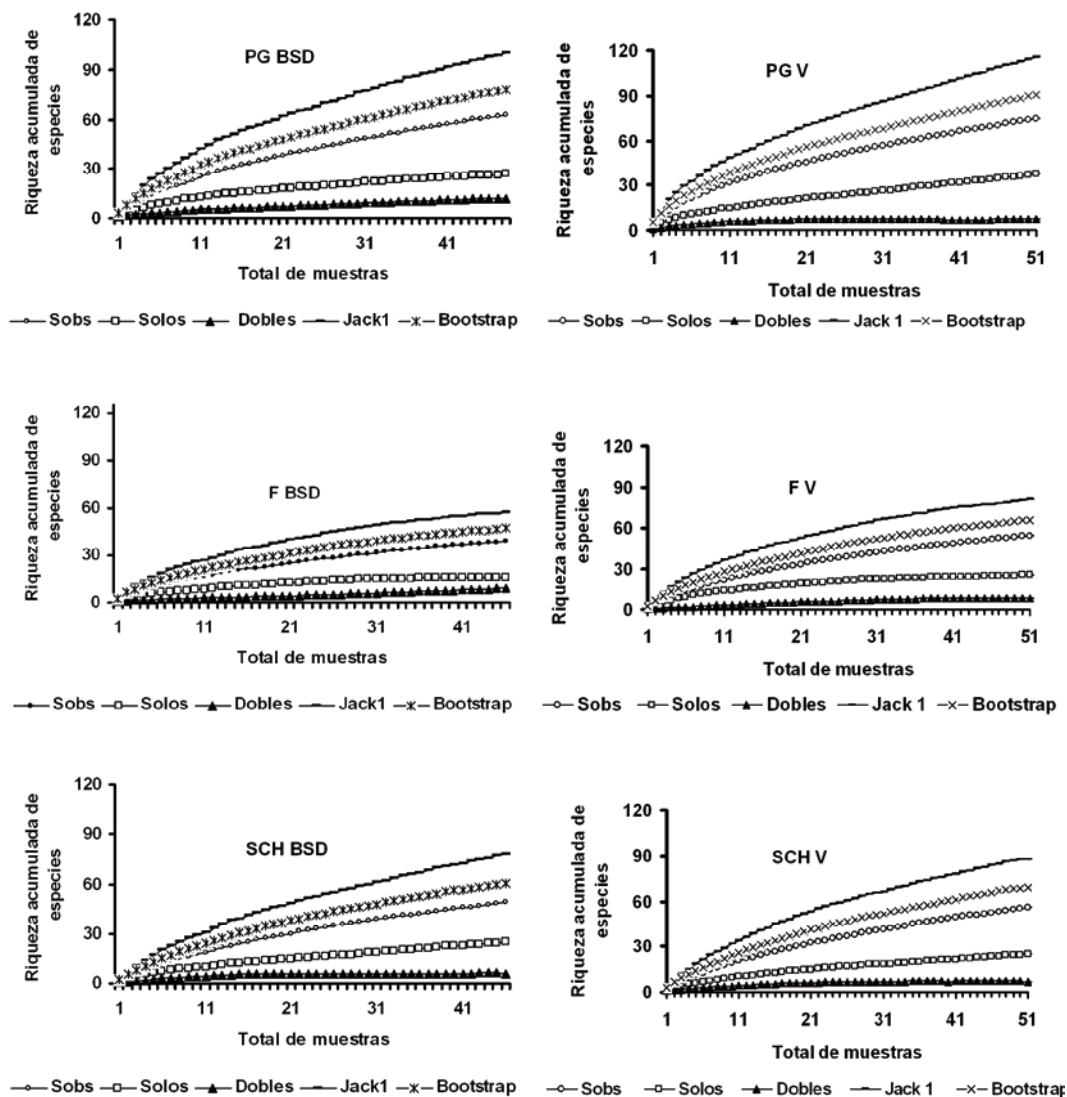 Riqueza acumulada de
especies
120
90
60
30
0
PG BSD
1 11 21 31 41
Total de muestras
Sobs Solos Dobles Jack1 Bootstrap
Riqueza acumulada de
especies
120
90
60
30
0
PG V
1 11 21 31 41 51
Total de muestras
Sobs Solos Dobles Jack 1 Bootstrap
Riqueza acumulada de
especies
120
90
60
30
0
F BSD
1 11 21 31 41
Total de muestras
Sobs Solos Dobles Jack1 Bootstrap
Riqueza acumulada de
especies
120
90
60
30
0
F V
1 11 21 31 41 51
Total de muestras
Sobs Solos Dobles Jack 1 Bootstrap
Riqueza acumulada de
especies
120
90
60
30
0
SCH BSD
1 11 21 31 41
Total de muestras
Sobs Solos Dobles Jack1 Bootstrap
Riqueza acumulada de
especies
120
90
60
30
0
SCH V
1 11 21 31 41 51
Total de muestras
Sobs Solos Dobles Jack 1 Bootstrap